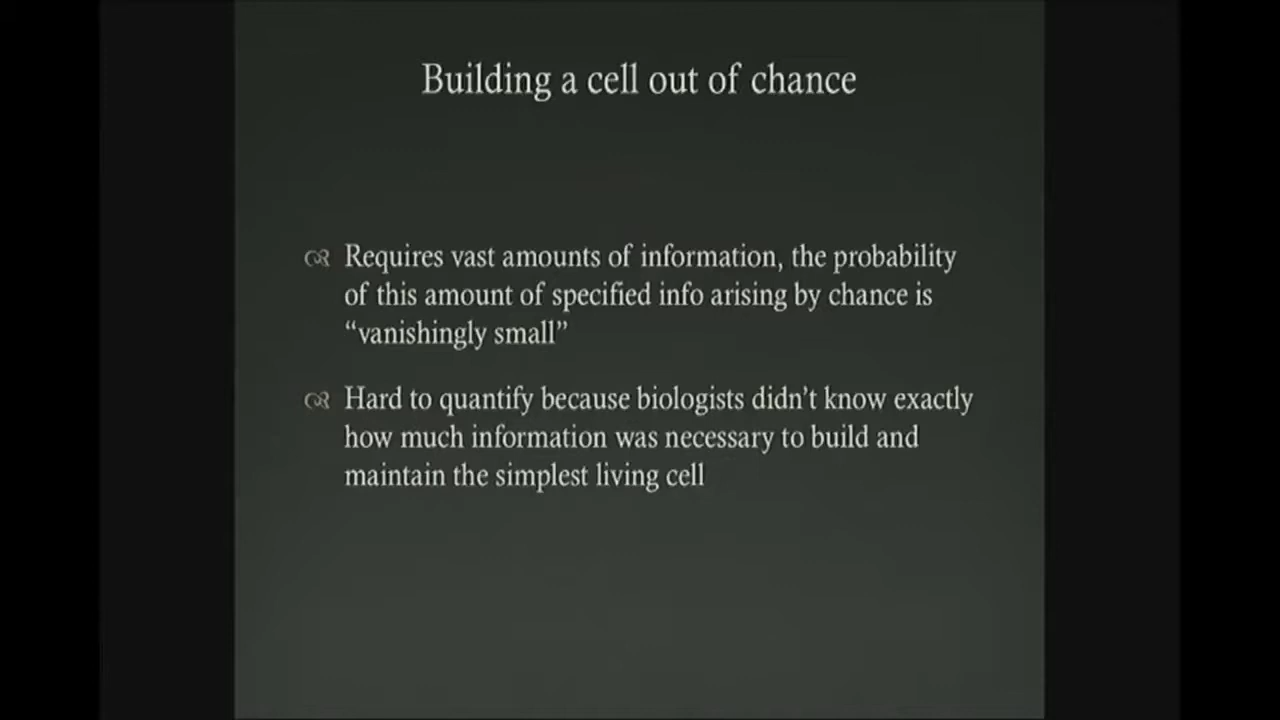 Building a cell out of chance
Requires vast amounts of information, the probability
of this amount of specified info arising by chance is
“vanishingly small”
Hard to quantify because biologists didn’t know exactly
how much information was necessary to build and
maintain the simplest living cell